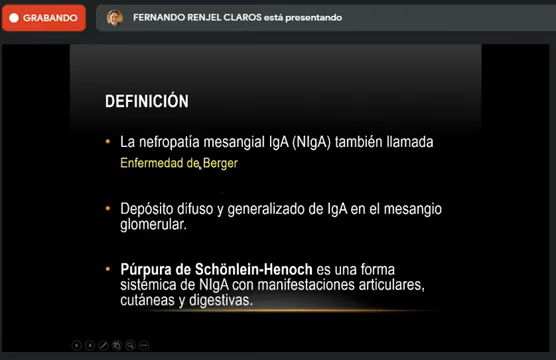 GRABANDO
FERNANDO RENJEL CLAROS está presentando
DEFINICIÓN
• La nefropatía mesangial IgA (NIgA) también llamada
Enfermedad de Berger
• Depósito difuso y generalizado de IgA en el mesangio
glomerular.
• Púrpura de Schönlein-Henoch es una forma
sistémica de NIgA con manifestaciones articulares,
cutáneas y digestivas.